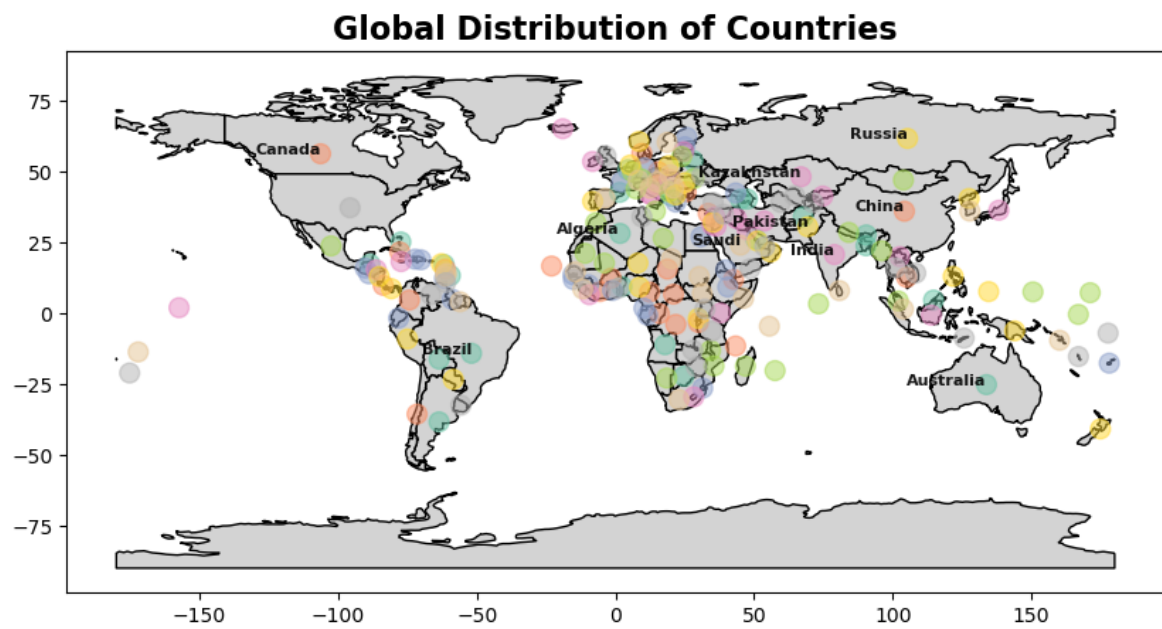 Global Distribution of Countries
75
50
25
0
−25
−50
−75
Canada
Russia
Kazakhstan
China
Algeria
Pakistan
Saudi
India
Brazil
Australia
−150
−100
−50
0
50
100
150